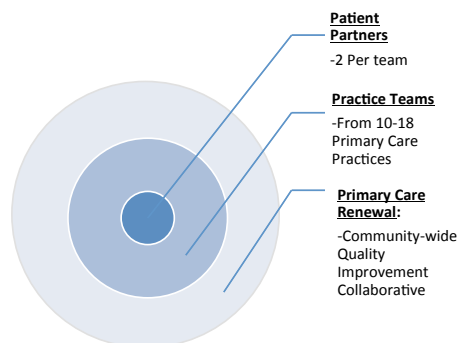 Patient
Partners
-2 Per team
Practice Teams
-From 10-18
Primary Care
Practices
Primary Care
Renewal:
-Community-wide
Quality
Improvement
Collaborative